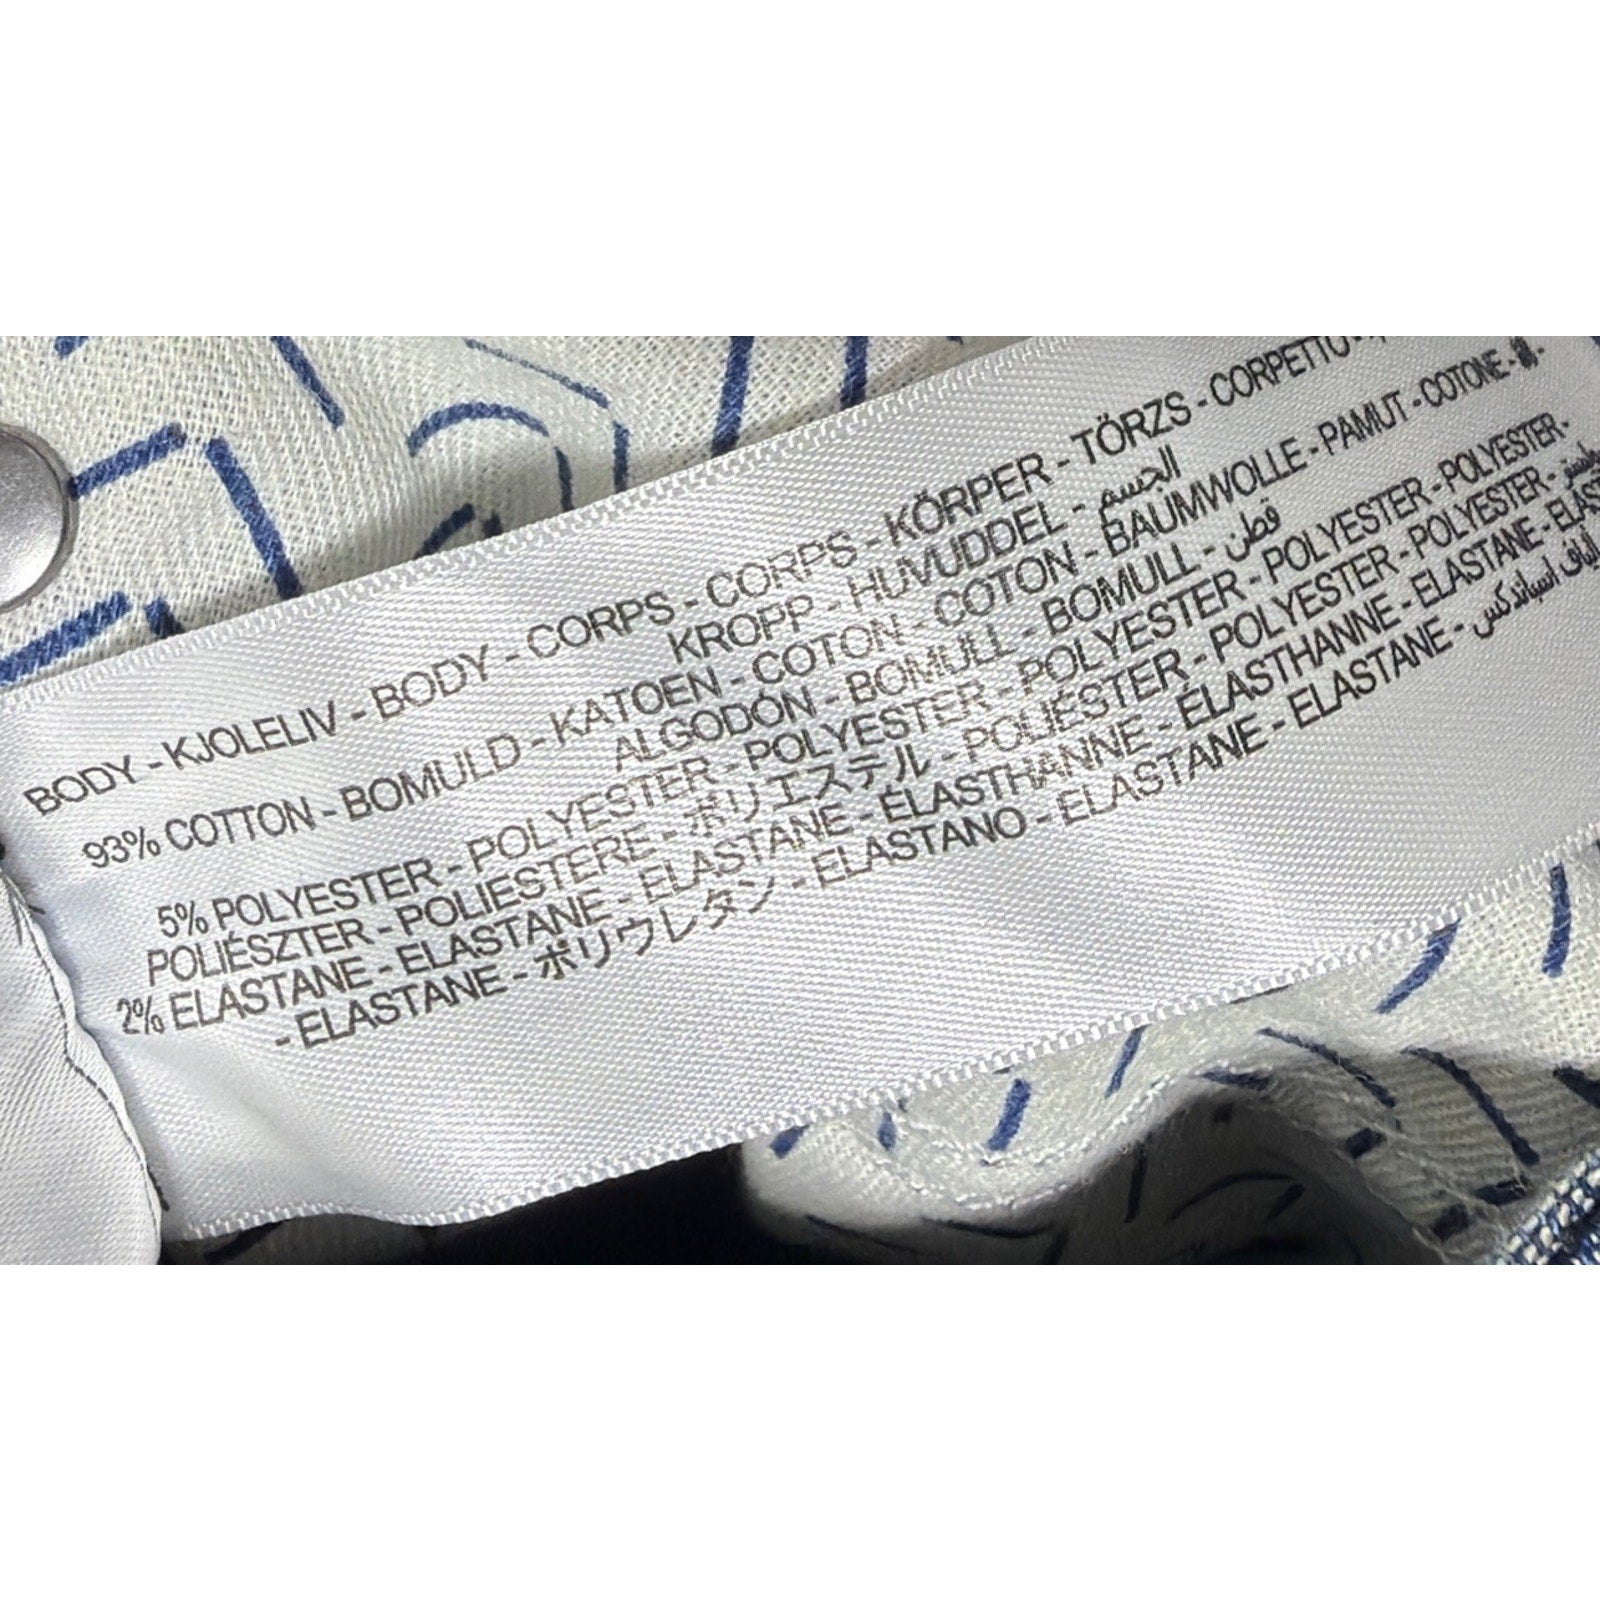 BODY - KJOLELIV - BODY - CORPS - CORPS - KÖRPER - TÖRZS - CORPETTO -
KROPP - HUVUDDEL - الجسم
93% COTTON - BOMULD - KATOEN - COTON - COTON - BAUMWOLLE - PAMUT - COTONE -
ALGODÓN - BOMULL - BOMULL - قطن
5% POLYESTER - POLYESTER - POLYESTER - POLYESTER - POLYESTER - POLYESTER -
POLIÉSZTER - POLIESTERE - ポリエステル - POLIÉSTER - POLYESTER - POLYESTER -
2% ELASTANE - ELASTANE - ELASTANE - ÉLASTHANNE - ÉLASTHANNE - ELASTANE -
- ELASTANE - ポリウレタン - ELASTANO - ELASTANE - ELASTANE - الياف اسباندكس